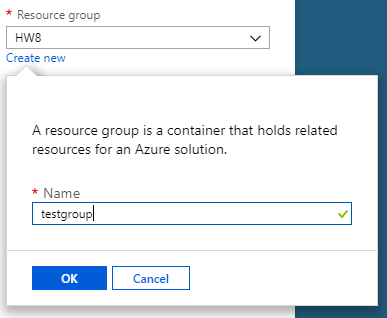 * Resource group
HW8
Create new
A resource group is a container that holds related
resources for an Azure solution.
* Name
testgroup
OK Cancel